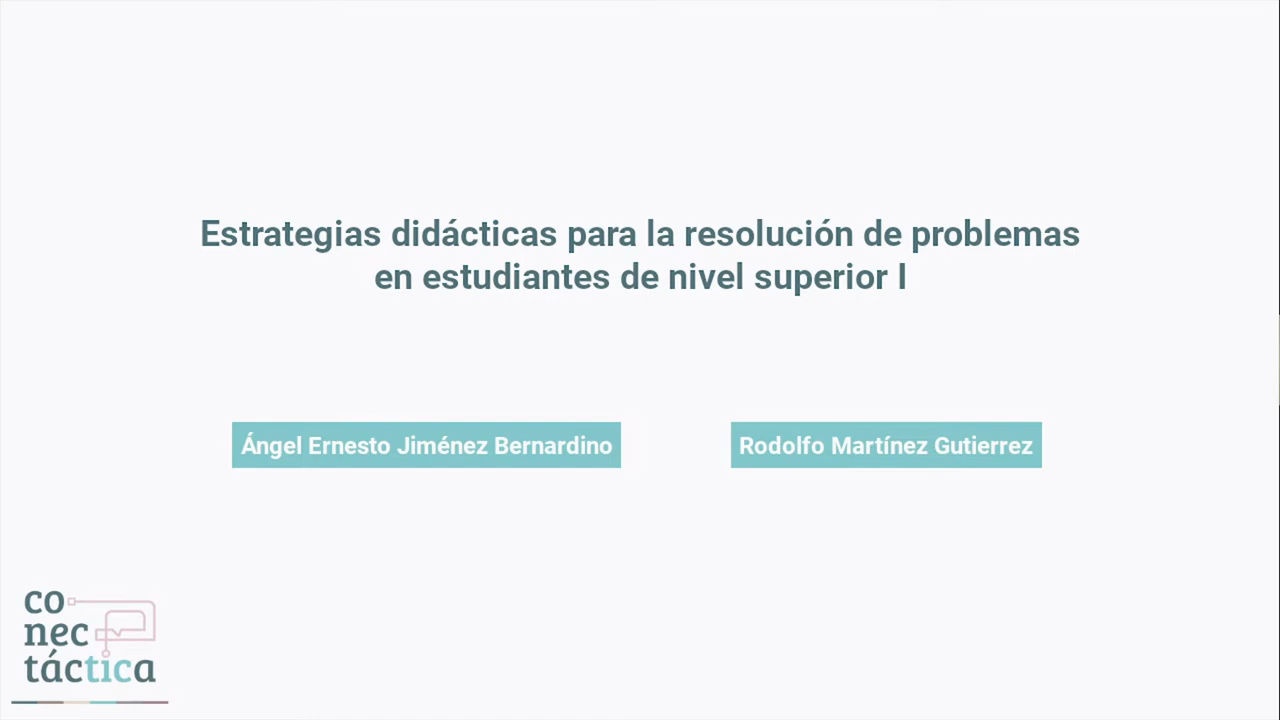 Estrategias didácticas para la resolución de problemas
en estudiantes de nivel superior I
Ángel Ernesto Jiménez Bernardino
Rodolfo Martínez Gutierrez
co
nec
táctica